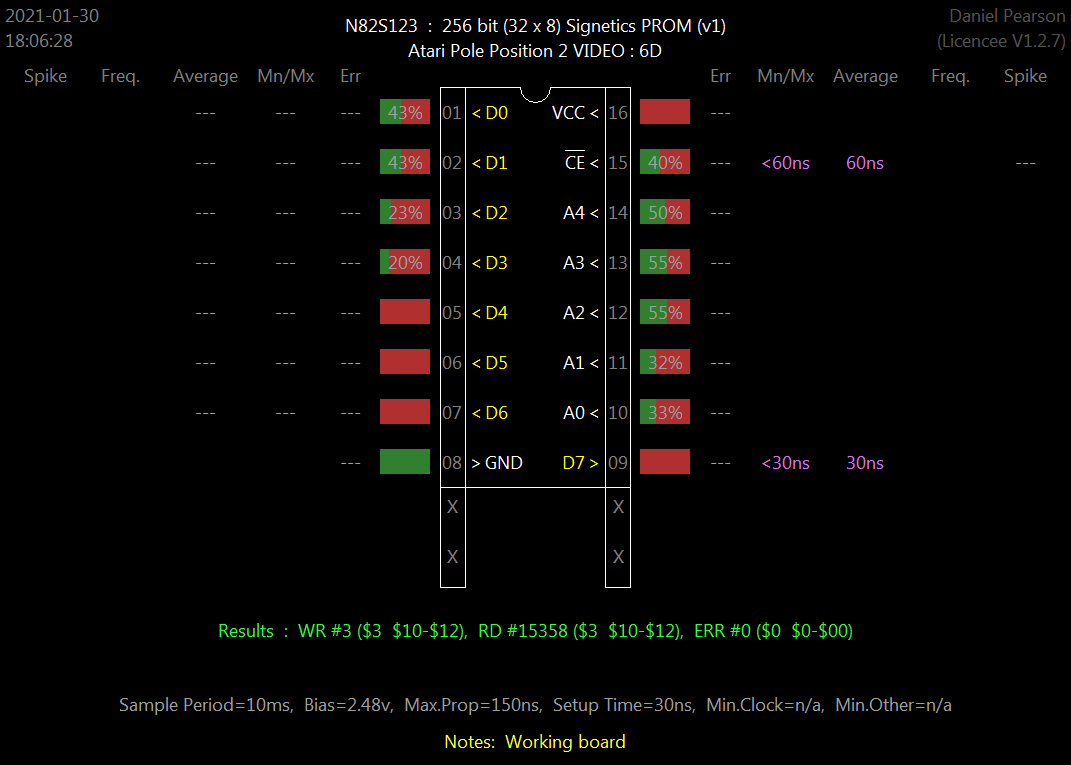 2021-01-30 N82S123 : 256 bit (32 x 8) Signetics PROM (v1) Daniel Pearson
18:06:28 Atari Pole Position 2 VIDEO : 6D (Licencee V1.2.7)
Spike Freq. Average Mn/Mx Err Err Mn/Mx Average Freq. Spike
--- --- --- 43% 01 < D0 VCC < 16 ---
--- --- --- 43% 02 < D1 CE < 15 40% --- <60ns 60ns ---
--- --- --- 23% 03 < D2 A4 < 14 50% ---
--- --- --- 20% 04 < D3 A3 < 13 55% ---
--- --- --- 05 < D4 A2 < 12 55% ---
--- --- --- 06 < D5 A1 < 11 32% ---
--- --- --- 07 < D6 A0 < 10 33% ---
--- 08 > GND D7 > 09 --- <30ns 30ns
X X
X X
Results : WR #3 ($3 $10-$12), RD #15358 ($3 $10-$12), ERR #0 ($0 $0-$00)
Sample Period=10ms, Bias=2.48v, Max.Prop=150ns, Setup Time=30ns, Min.Clock=n/a, Min.Other=n/a
Notes: Working board